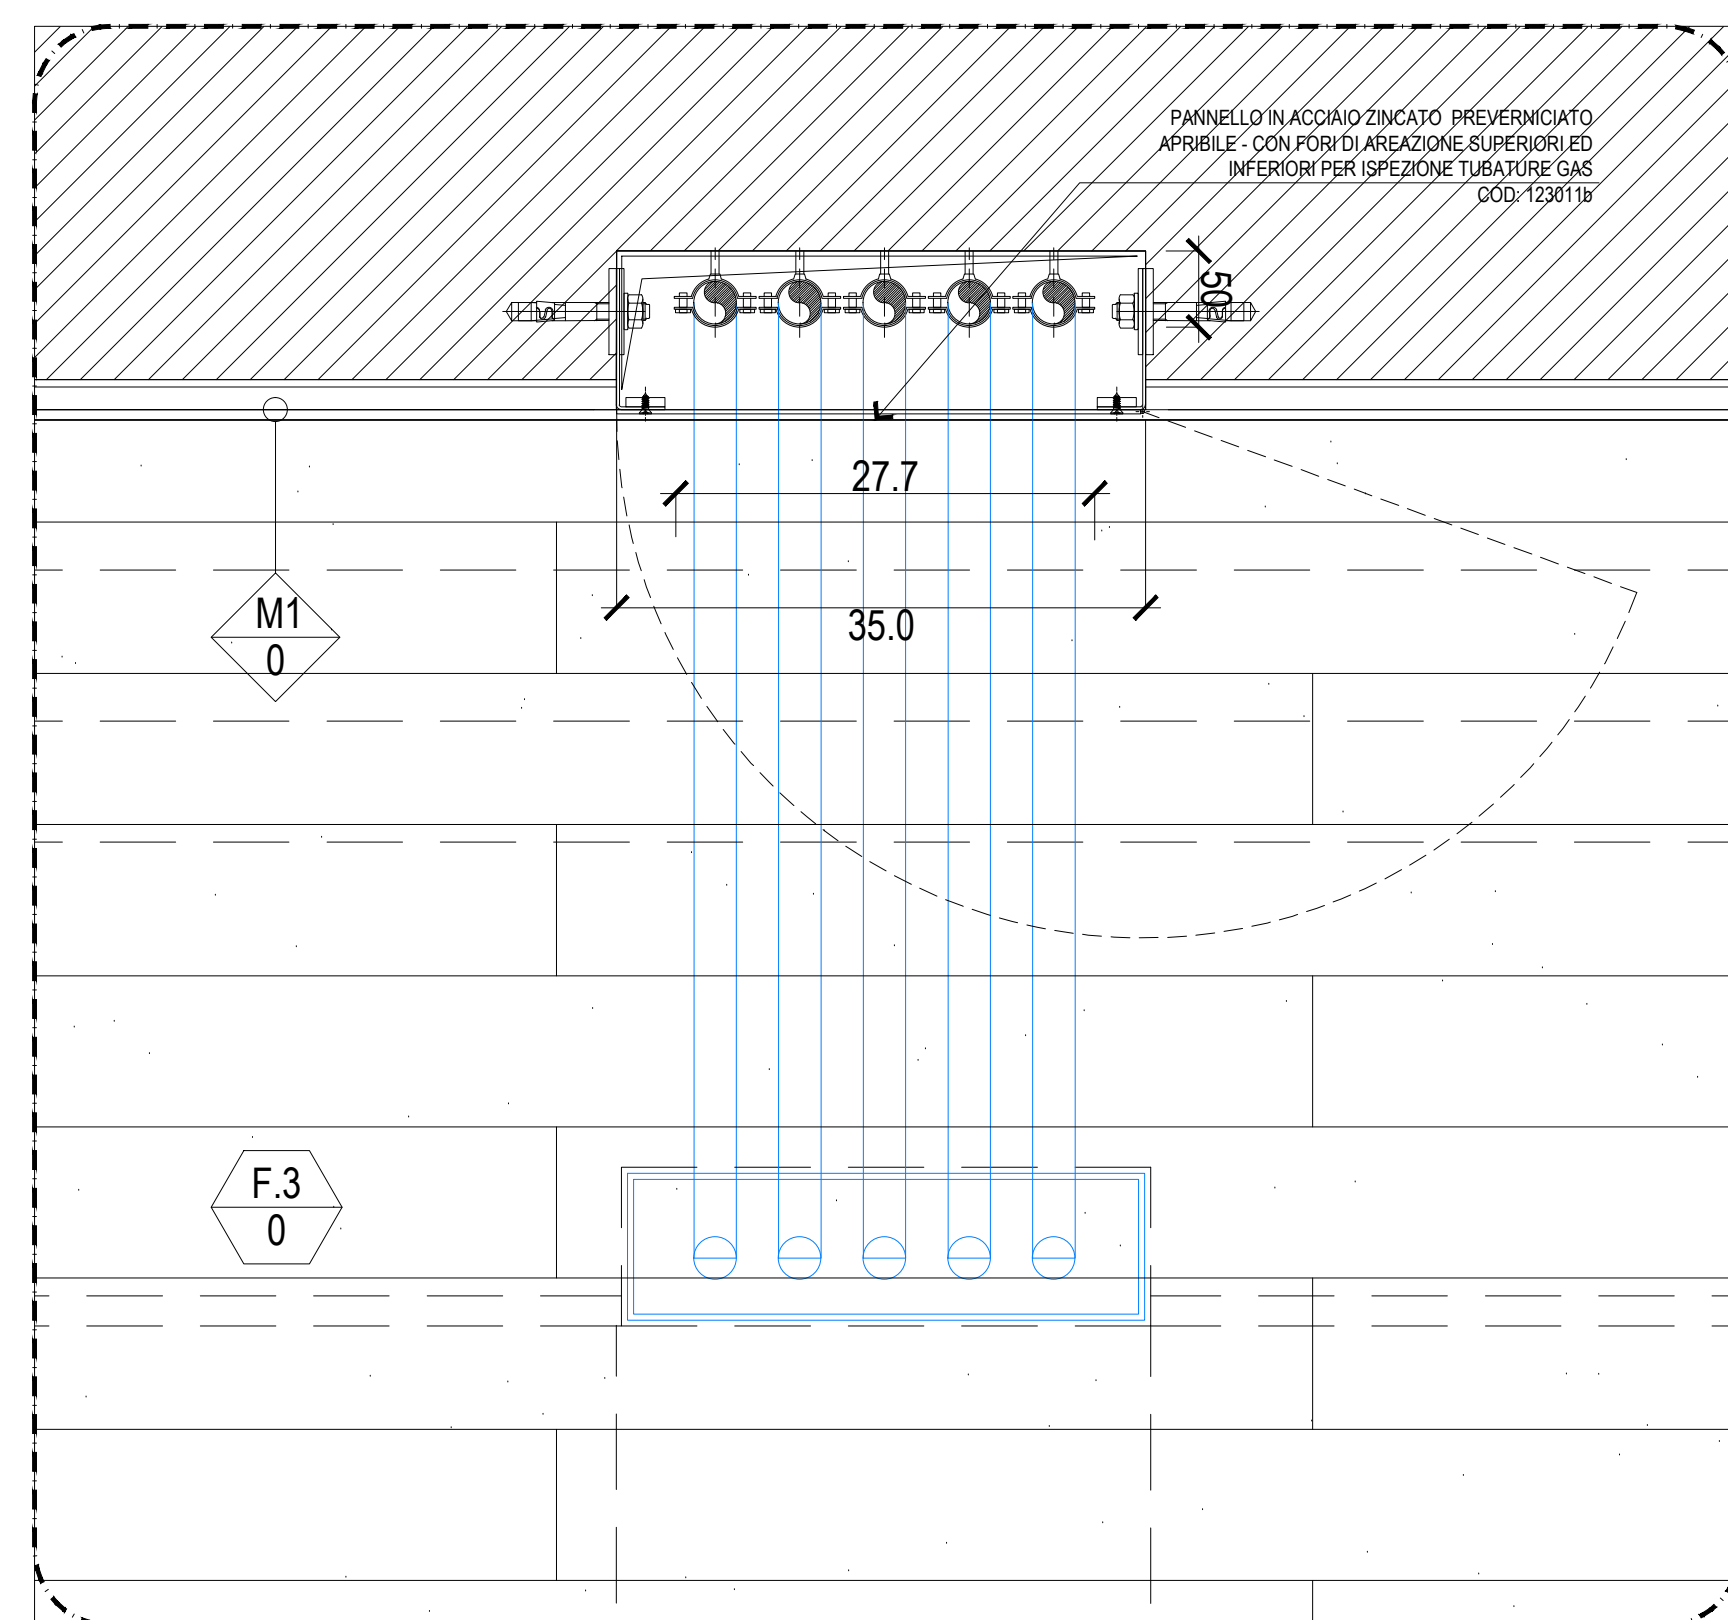 PANNELLO IN ACCIAIO ZINCATO PREVERNICIATO
APRIBILE - CON FORI DI AREAZIONE SUPERIORI ED
INFERIORI PER ISPEZIONE TUBATURE GAS
COD: 123011b
50
27.7
35.0
M1
0
F.3
0